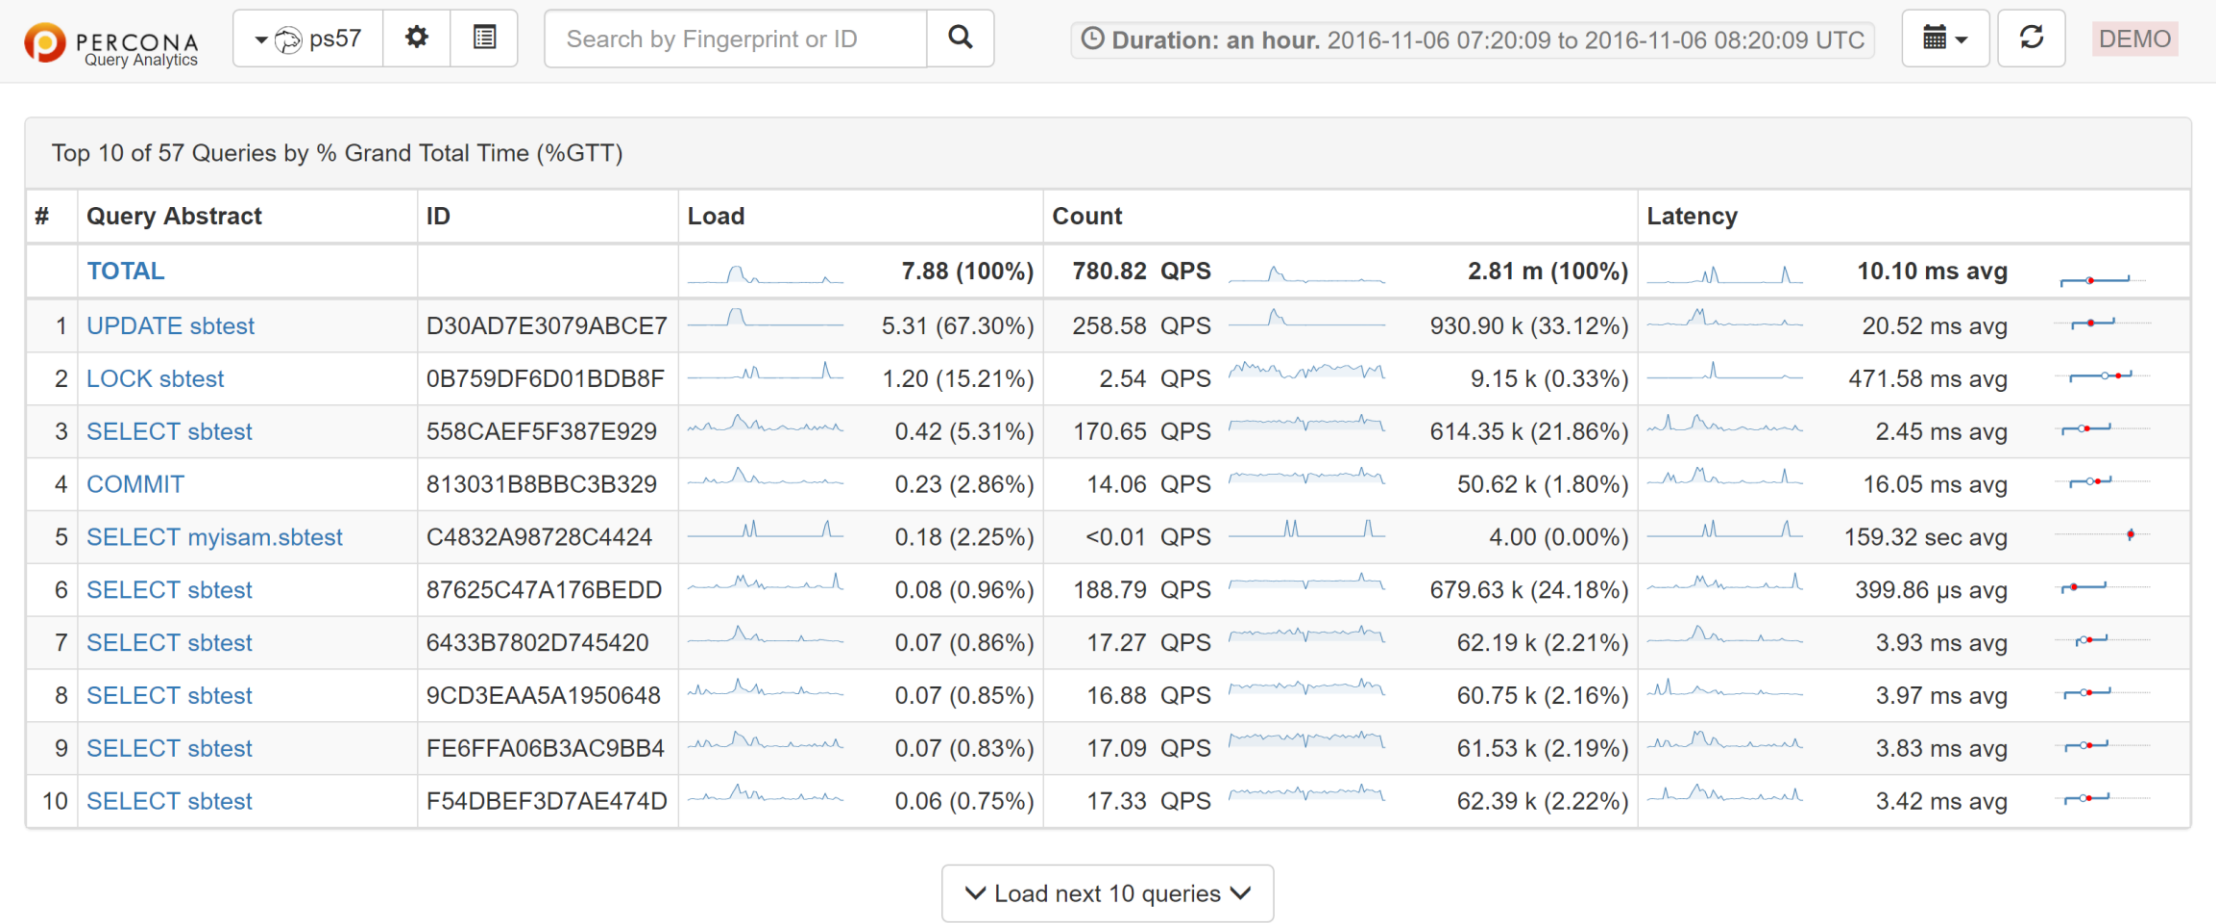 PERCONA
Query Analytics
ps57
Search by Fingerprint or ID
Duration: an hour. 2016-11-06 07:20:09 to 2016-11-06 08:20:09 UTC
DEMO
Top 10 of 57 Queries by % Grand Total Time (%GTT)
# Query Abstract ID Load Count Latency
TOTAL 7.88 (100%) 780.82 QPS 2.81 m (100%) 10.10 ms avg
1 UPDATE sbtest D30AD7E3079ABCE7 5.31 (67.30%) 258.58 QPS 930.90 k (33.12%) 20.52 ms avg
2 LOCK sbtest 0B759DF6D01BDB8F 1.20 (15.21%) 2.54 QPS 9.15 k (0.33%) 471.58 ms avg
3 SELECT sbtest 558CAEF5F387E929 0.42 (5.31%) 170.65 QPS 614.35 k (21.86%) 2.45 ms avg
4 COMMIT 813031B8BBC3B329 0.23 (2.86%) 14.06 QPS 50.62 k (1.80%) 16.05 ms avg
5 SELECT myisam.sbtest C4832A98728C4424 0.18 (2.25%) <0.01 QPS 4.00 (0.00%) 159.32 sec avg
6 SELECT sbtest 87625C47A176BEDD 0.08 (0.96%) 188.79 QPS 679.63 k (24.18%) 399.86 µs avg
7 SELECT sbtest 6433B7802D745420 0.07 (0.86%) 17.27 QPS 62.19 k (2.21%) 3.93 ms avg
8 SELECT sbtest 9CD3EAA5A1950648 0.07 (0.85%) 16.88 QPS 60.75 k (2.16%) 3.97 ms avg
9 SELECT sbtest FE6FFA06B3AC9BB4 0.07 (0.83%) 17.09 QPS 61.53 k (2.19%) 3.83 ms avg
10 SELECT sbtest F54DBEF3D7AE474D 0.06 (0.75%) 17.33 QPS 62.39 k (2.22%) 3.42 ms avg
Load next 10 queries